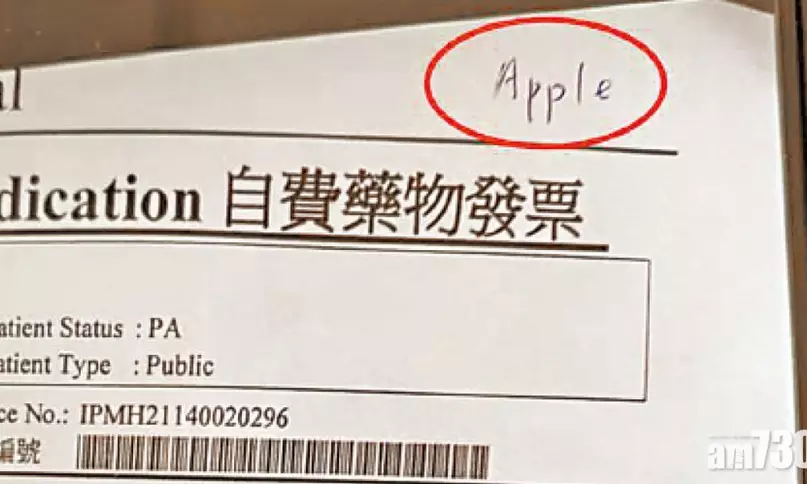 Apple
al
dication 自費藥物發票
atient Status : PA
atient Type : Public
ce No.: IPMH21140020296
編號
am730